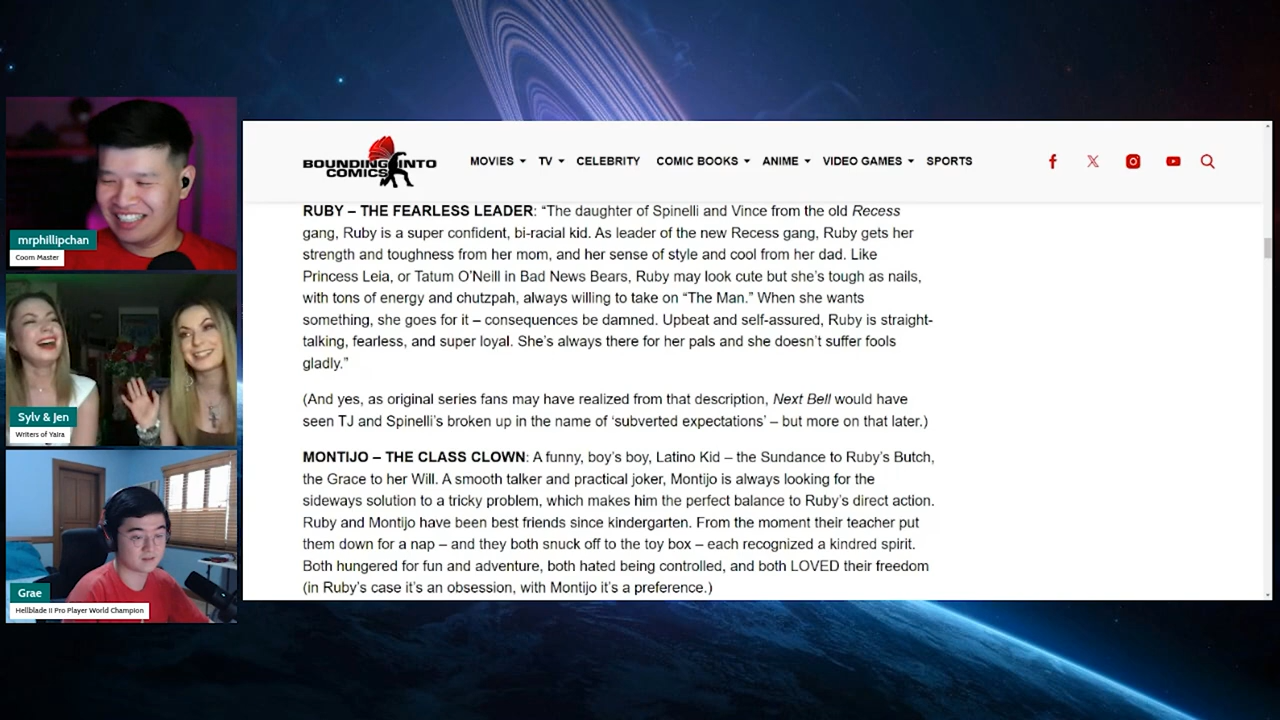 mrphillipchan
Coom Master
Sylv & Jen
Writers of Yaira
Grae
Hellblade II Pro Player World Champion
BOUNDING INTO
COMICS
MOVIES TV CELEBRITY COMIC BOOKS ANIME VIDEO GAMES SPORTS
RUBY – THE FEARLESS LEADER: “The daughter of Spinelli and Vince from the old Recess
gang, Ruby is a super confident, bi-racial kid. As leader of the new Recess gang, Ruby gets her
strength and toughness from her mom, and her sense of style and cool from her dad. Like
Princess Leia, or Tatum O’Neill in Bad News Bears, Ruby may look cute but she’s tough as nails,
with tons of energy and chutzpah, always willing to take on “The Man.” When she wants
something, she goes for it – consequences be damned. Upbeat and self-assured, Ruby is straight-
talking, fearless, and super loyal. She’s always there for her pals and she doesn’t suffer fools
gladly.”
(And yes, as original series fans may have realized from that description, Next Bell would have
seen TJ and Spinelli’s broken up in the name of ‘subverted expectations’ – but more on that later.)
MONTIJO – THE CLASS CLOWN: A funny, boy’s boy, Latino Kid – the Sundance to Ruby’s Butch,
the Grace to her Will. A smooth talker and practical joker, Montijo is always looking for the
sideways solution to a tricky problem, which makes him the perfect balance to Ruby’s direct action.
Ruby and Montijo have been best friends since kindergarten. From the moment their teacher put
them down for a nap – and they both snuck off to the toy box – each recognized a kindred spirit.
Both hungered for fun and adventure, both hated being controlled, and both LOVED their freedom
(in Ruby’s case it’s an obsession, with Montijo it’s a preference.)